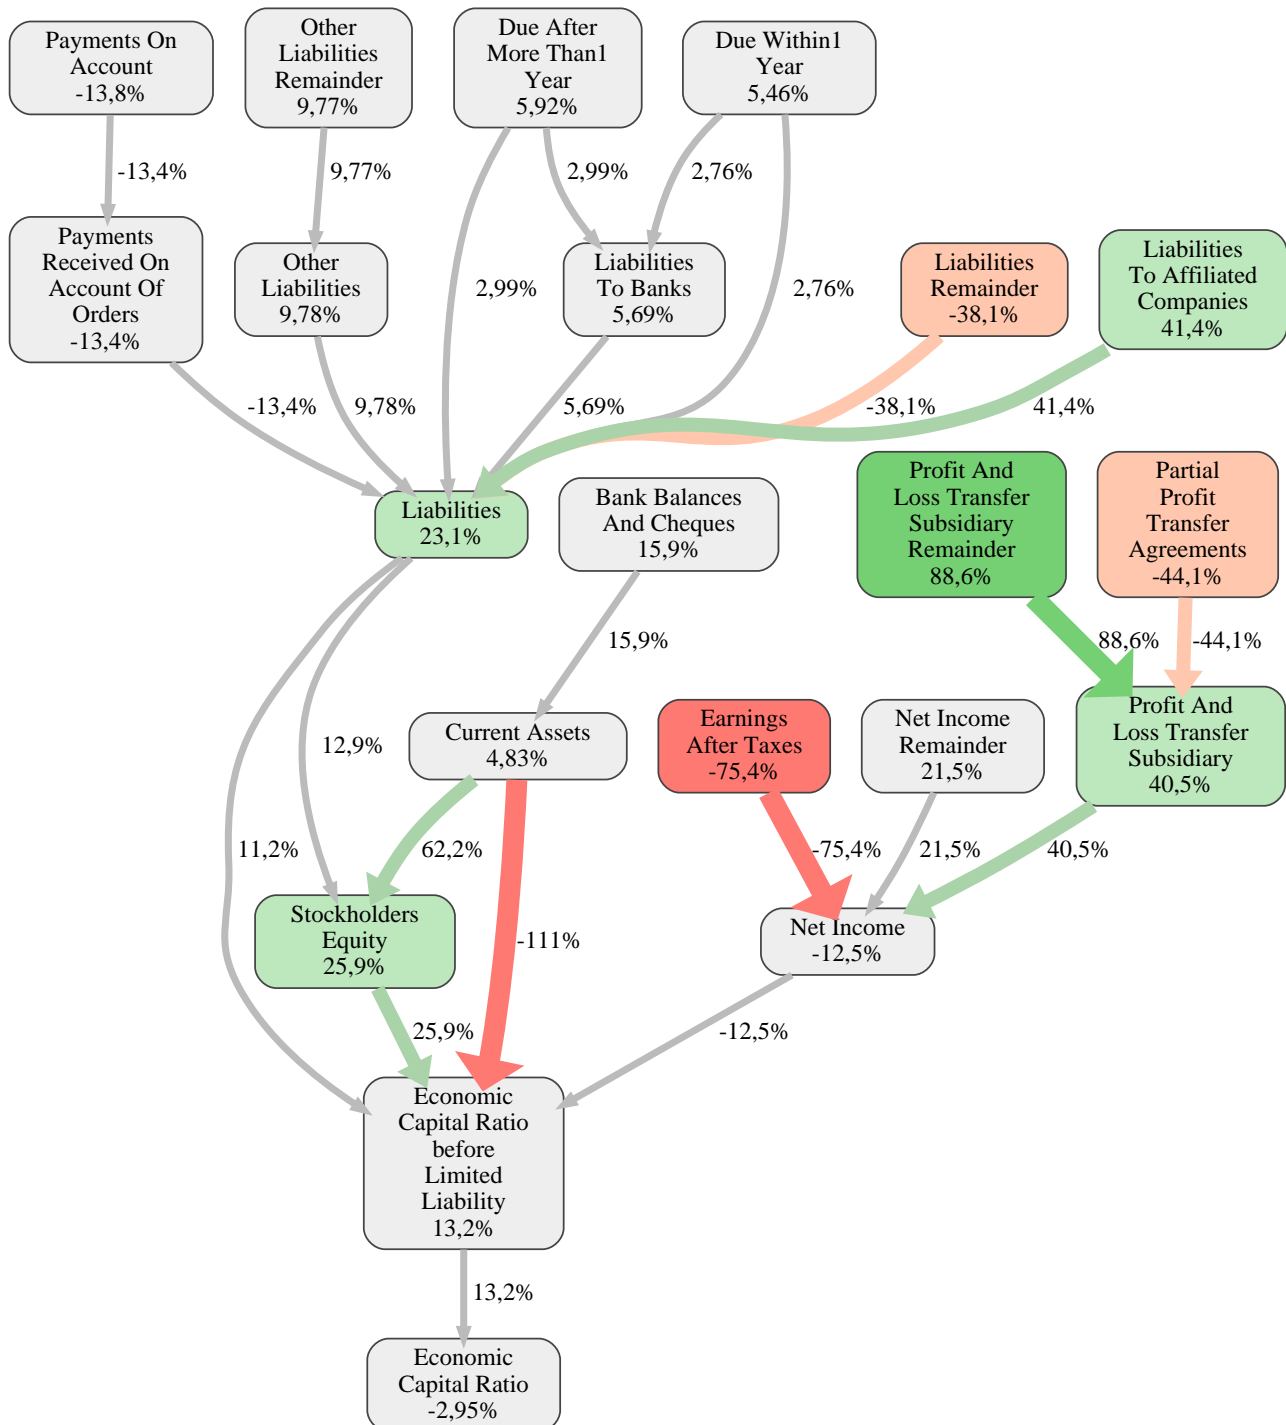 Payments On
Account
-13,8%
Other
Liabilities
Remainder
9,77%
Due After
More Than1
Year
5,92%
Due Within1
Year
5,46%
-13,4%
9,77%
2,99%
2,76%
Payments
Received On
Account Of
Orders
-13,4%
Other
Liabilities
9,78%
2,99%
Liabilities
To Banks
5,69%
2,76%
Liabilities
Remainder
-38,1%
Liabilities
To Affiliated
Companies
41,4%
-13,4%
9,78%
5,69%
-38,1%
41,4%
Liabilities
23,1%
Bank Balances
And Cheques
15,9%
Profit And
Loss Transfer
Subsidiary
Remainder
88,6%
Partial
Profit
Transfer
Agreements
-44,1%
15,9%
88,6%
-44,1%
12,9%
Current Assets
4,83%
Earnings
After Taxes
-75,4%
Net Income
Remainder
21,5%
Profit And
Loss Transfer
Subsidiary
40,5%
11,2%
62,2%
-75,4%
21,5%
40,5%
Stockholders
Equity
25,9%
-111%
Net Income
-12,5%
25,9%
-12,5%
Economic
Capital Ratio
before
Limited
Liability
13,2%
13,2%
Economic
Capital Ratio
-2,95%